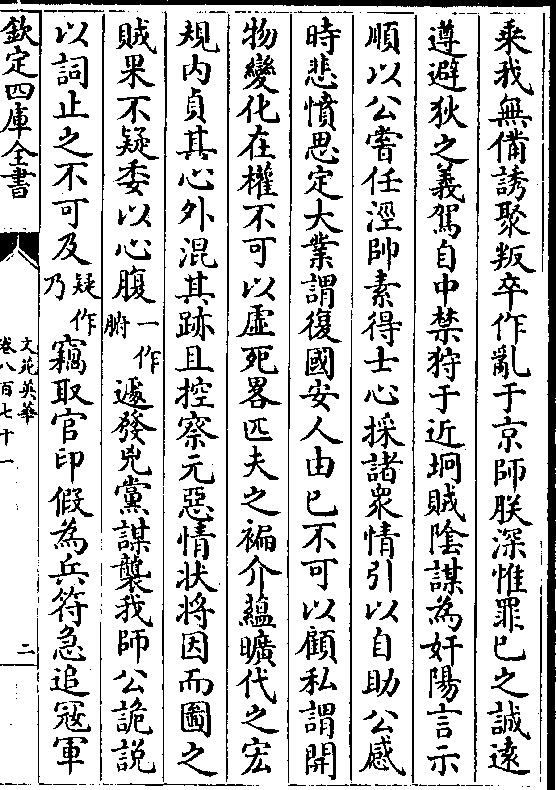 乘我無備誘聚叛卒作亂于京師朕深惟罪已之誠遠
遵避狄之義駕自中禁狩于近坰賊陰謀為奸陽言示
順以公嘗任涇帥素得士心採諸衆情引以自助公感
時悲憤思定大業謂復國安人由已不可以顧私謂開
物變化在權不可以虛死畧匹夫之褊介蘊曠代之宏
規内貞其心外混其跡且控察元惡情狀將因而圖之
賊果不疑委以心腹一作腑遽發兇黨謀襲我師公詭説
以詞止之不可及疑作乃竊取官印假為兵符急追冦軍
欽定四庫全書
文苑英華
卷八百七十一
二